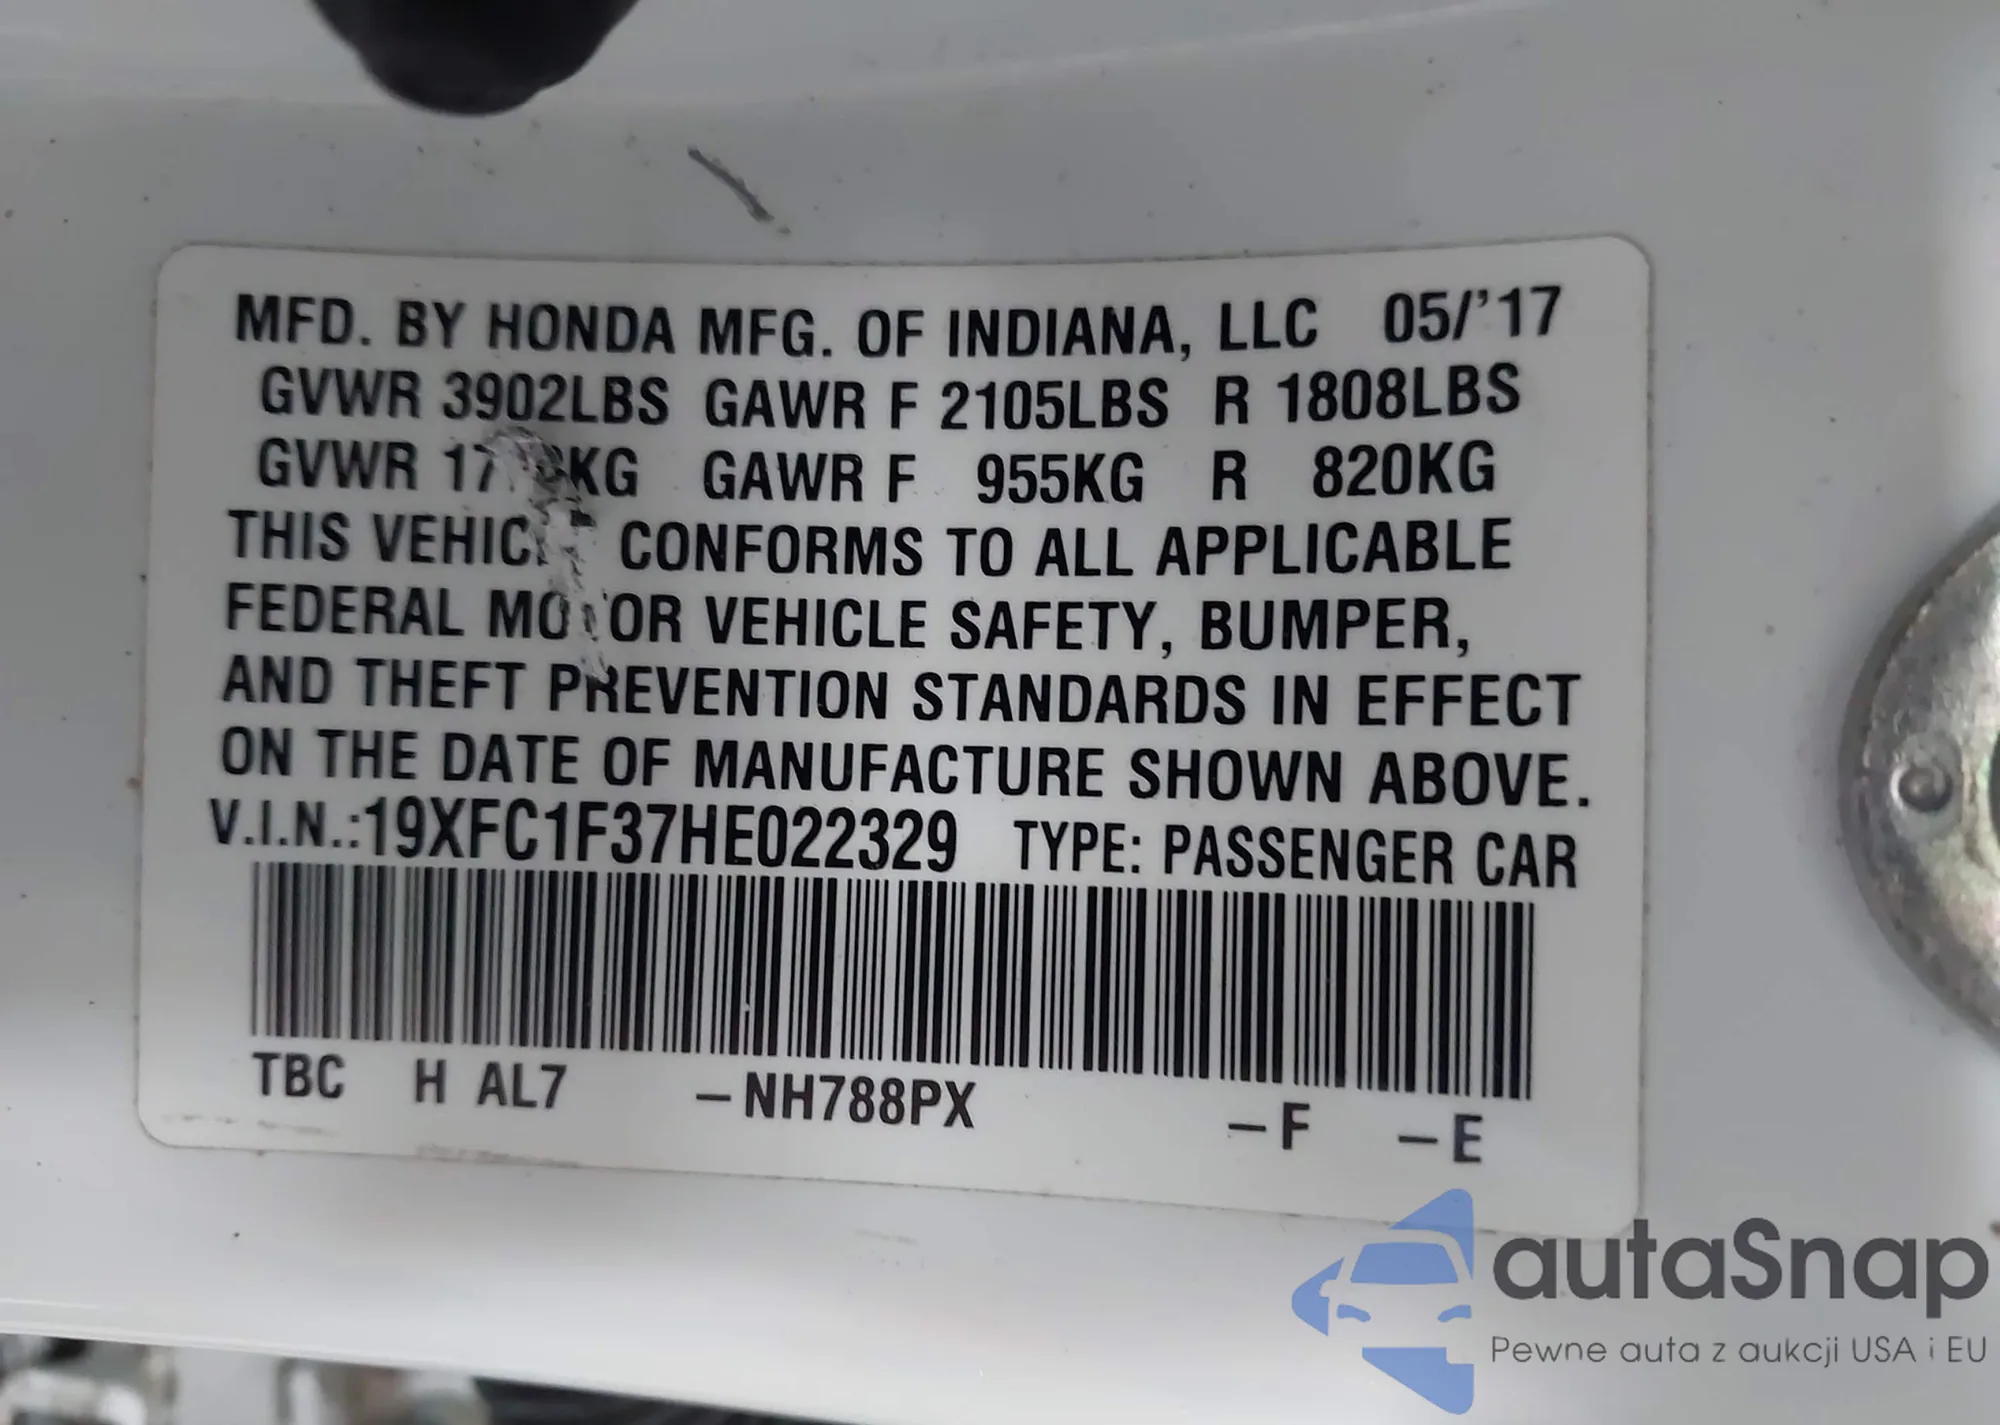 MFD. BY HONDA MFG. OF INDIANA, LLC 05/'17
GVWR 3902LBS GAWR F 2105LBS R 1808LBS
GVWR GAWR F 955KG R 820KG
THIS CONFORMS TO ALL APPLICABLE
FEDERAL MOTOR VEHICLE SAFETY, BUMPER,
AND THEFT PREVENTION STANDARDS IN EFFECT
ON THE DATE OF MANUFACTURE SHOWN ABOVE.
V.I.N.:19XFC1F37HE022329 TYPE: PASSENGER CAR
TBC H AL7 –NH788PX –F –E
e
autaSnap
Pewne auta z aukcji USA i EU